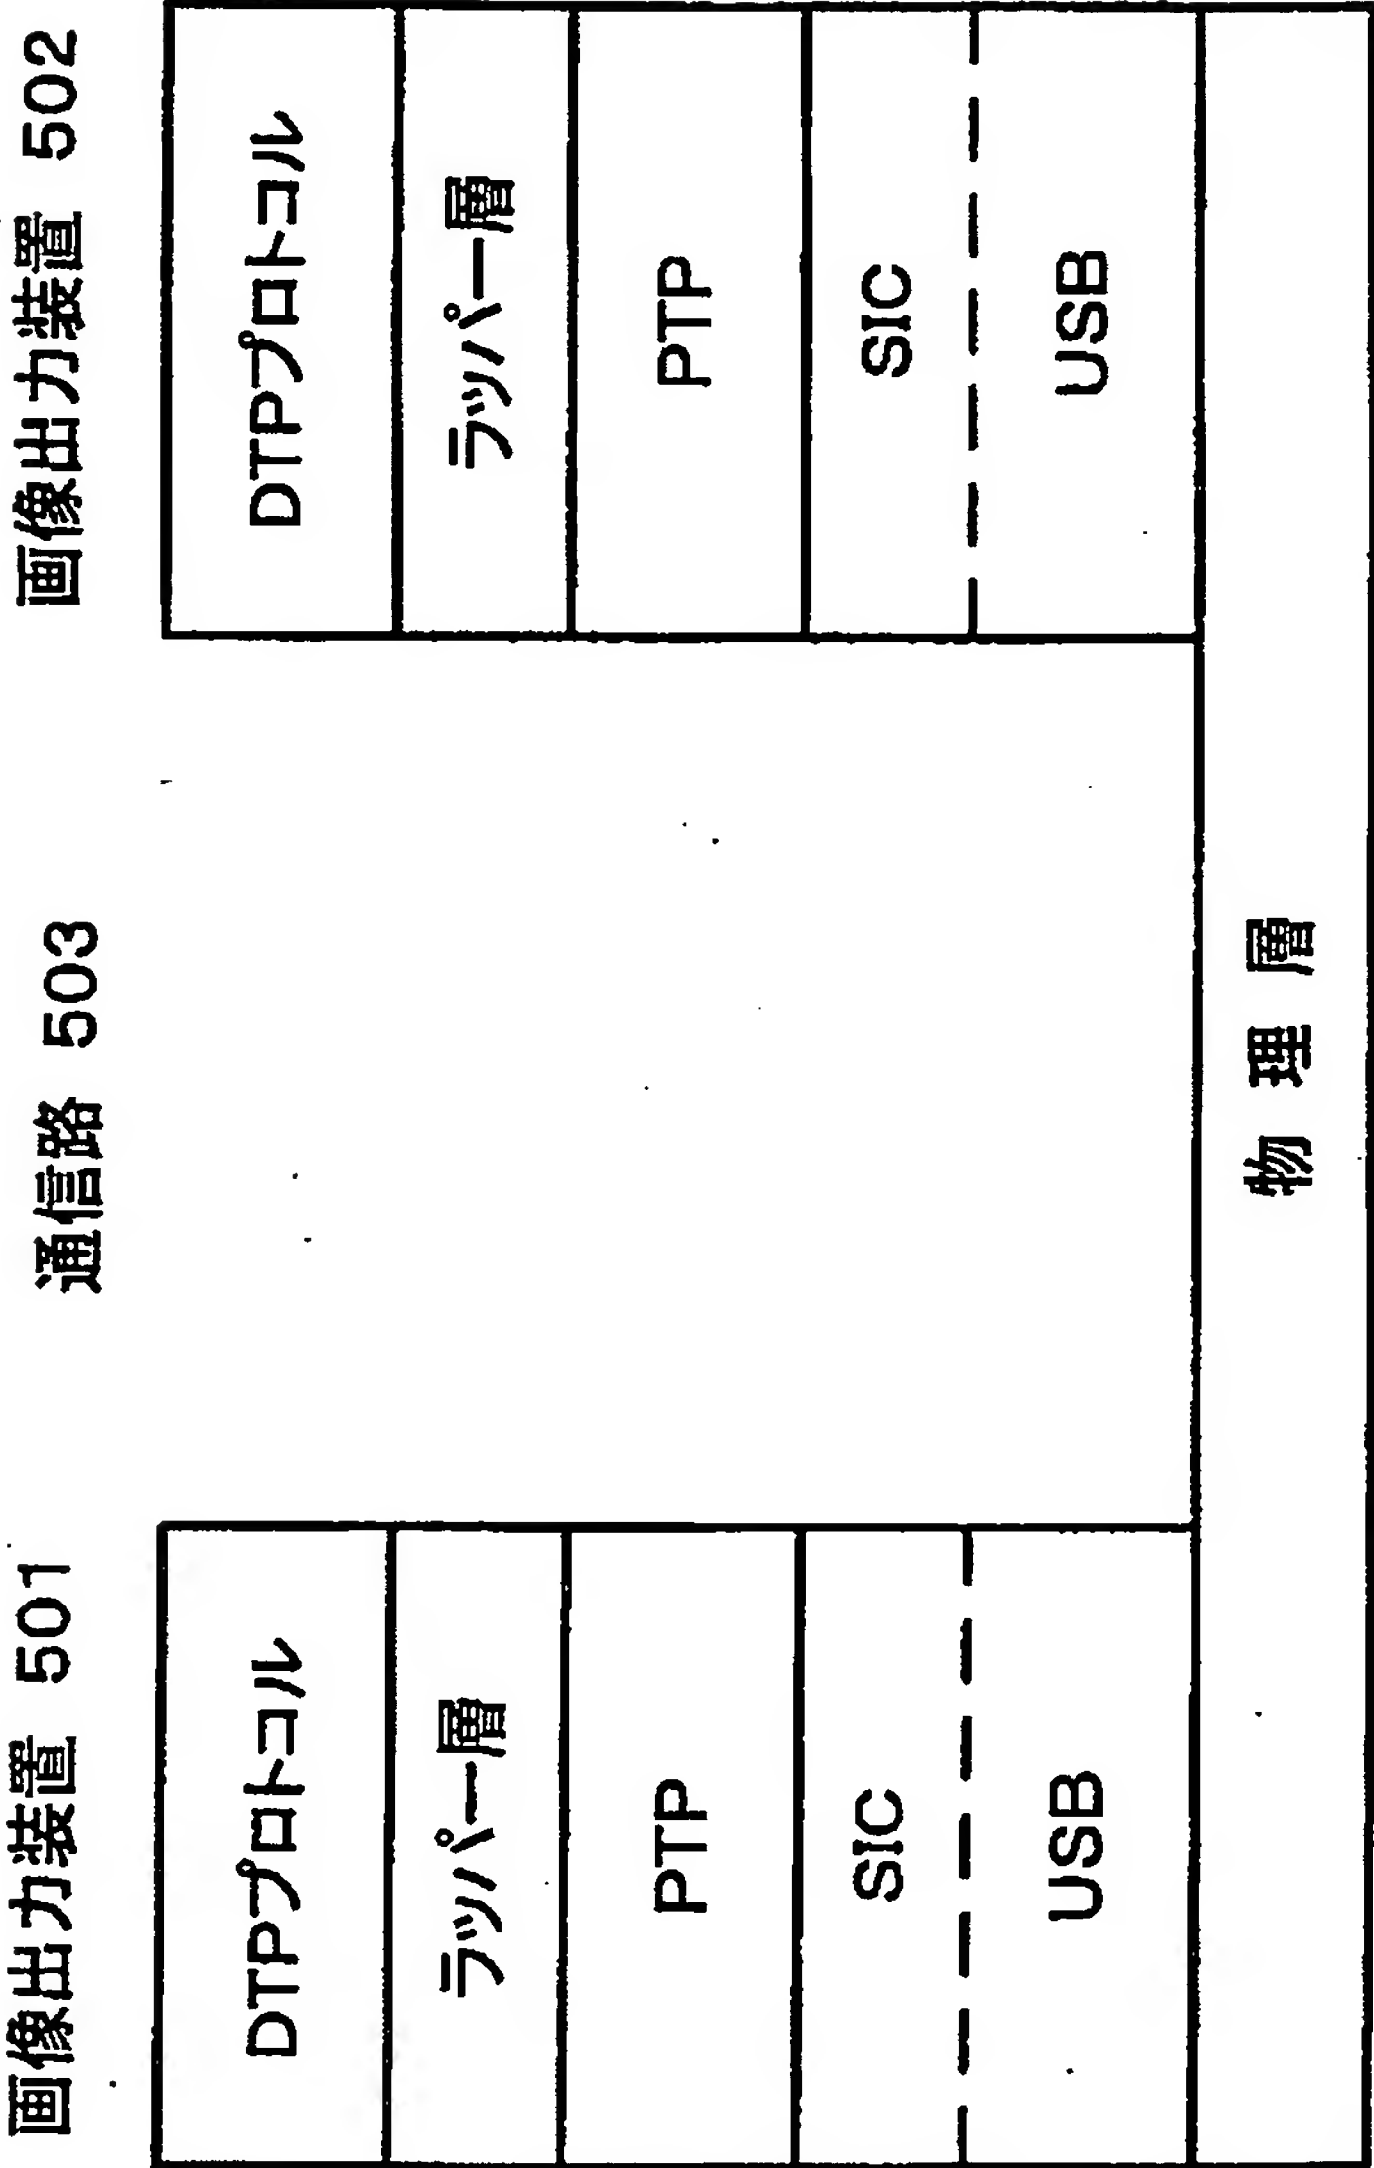 画像出力装置 501
通信路 503
画像出力装置 502
DTPプロトコル
ラッパー層
PTP
SIC
USB
DTPプロトコル
ラッパー層
PTP
SIC
USB
物理層